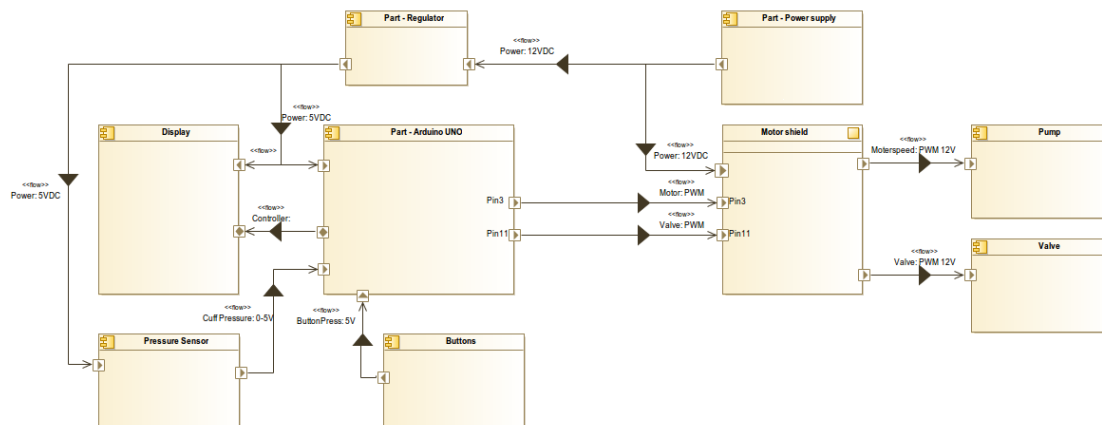 Part - Regulator
Part - Power supply
<<flow>>
Power: 12VDC
<<flow>>
Power: 5VDC
Display
<<flow>>
Part - Arduino UNO
Motor shield
Pump
<<flow>>
Moterspeed: PWM 12V
<<flow>>
Power: 12VDC
<<flow>>
Power: 5VDC
<<flow>>
Motor: PWM
Pin3
Pin3
<<flow>>
Controller:
<<flow>>
Valve: PWM
Pin11
Pin11
Valve
<<flow>>
Valve: PWM 12V
<<flow>>
Cuff Pressure: 0-5V
<<flow>>
ButtonPress: 5V
Pressure Sensor
Buttons